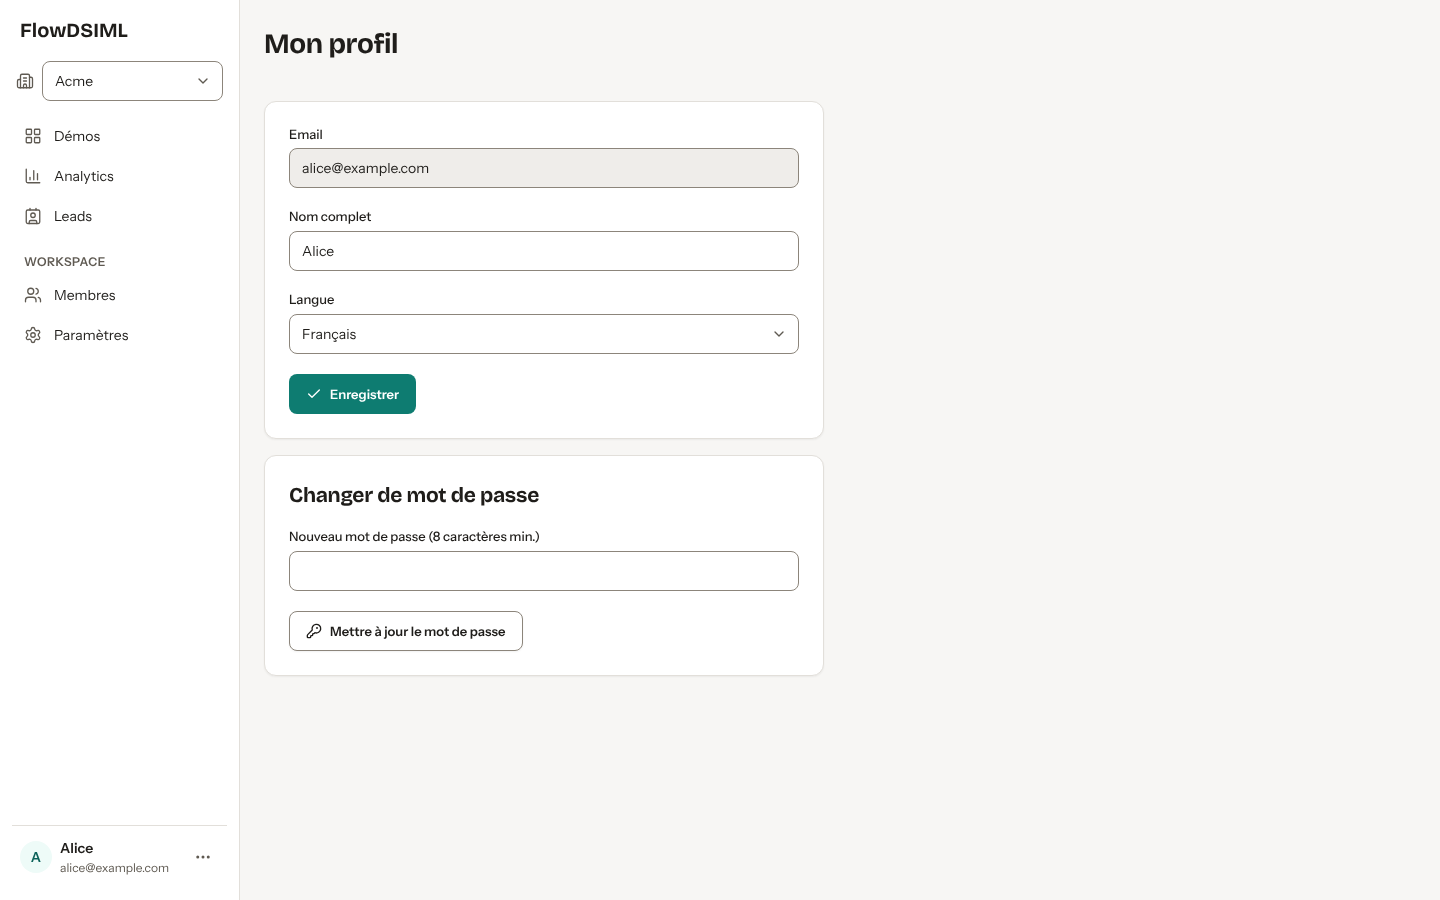 FlowDSIML
Acme
Démos
Analytics
Leads
WORKSPACE
Membres
Paramètres
A
Alice
alice@example.com
Mon profil
Email
alice@example.com
Nom complet
Alice
Langue
Français
Enregistrer
Changer de mot de passe
Nouveau mot de passe (8 caractères min.)
Mettre à jour le mot de passe